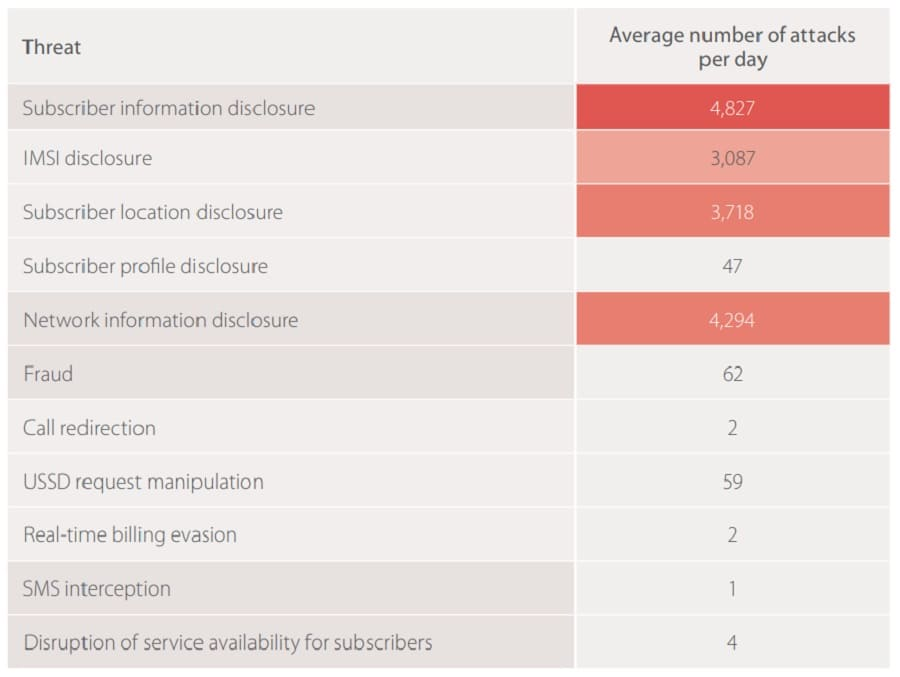 Threat
Average number of attacks
per day
Subscriber information disclosure 4,827
IMSI disclosure 3,087
Subscriber location disclosure 3,718
Subscriber profile disclosure 47
Network information disclosure 4,294
Fraud 62
Call redirection 2
USSD request manipulation 59
Real-time billing evasion 2
SMS interception 1
Disruption of service availability for subscribers 4